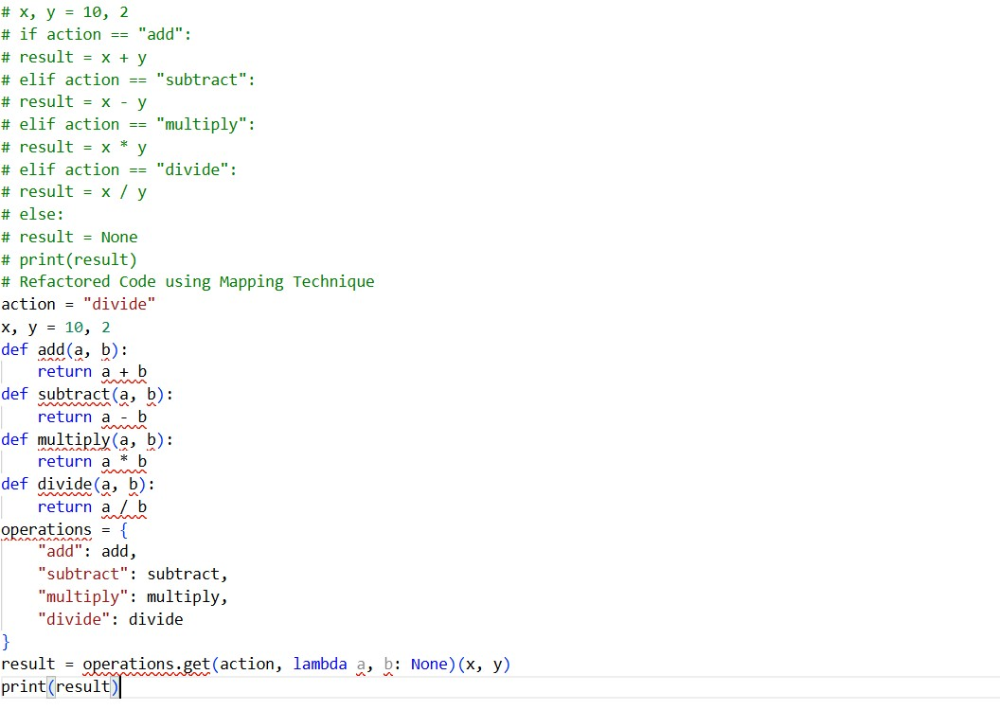 # x, y = 10, 2
# if action == "add":
# result = x + y
# elif action == "subtract":
# result = x - y
# elif action == "multiply":
# result = x * y
# elif action == "divide":
# result = x / y
# else:
# result = None
# print(result)
# Refactored Code using Mapping Technique
action = "divide"
x, y = 10, 2
def add(a, b):
    return a + b
def subtract(a, b):
    return a - b
def multiply(a, b):
    return a * b
def divide(a, b):
    return a / b
operations = {
    "add": add,
    "subtract": subtract,
    "multiply": multiply,
    "divide": divide
}
result = operations.get(action, lambda a, b: None)(x, y)
print(result)